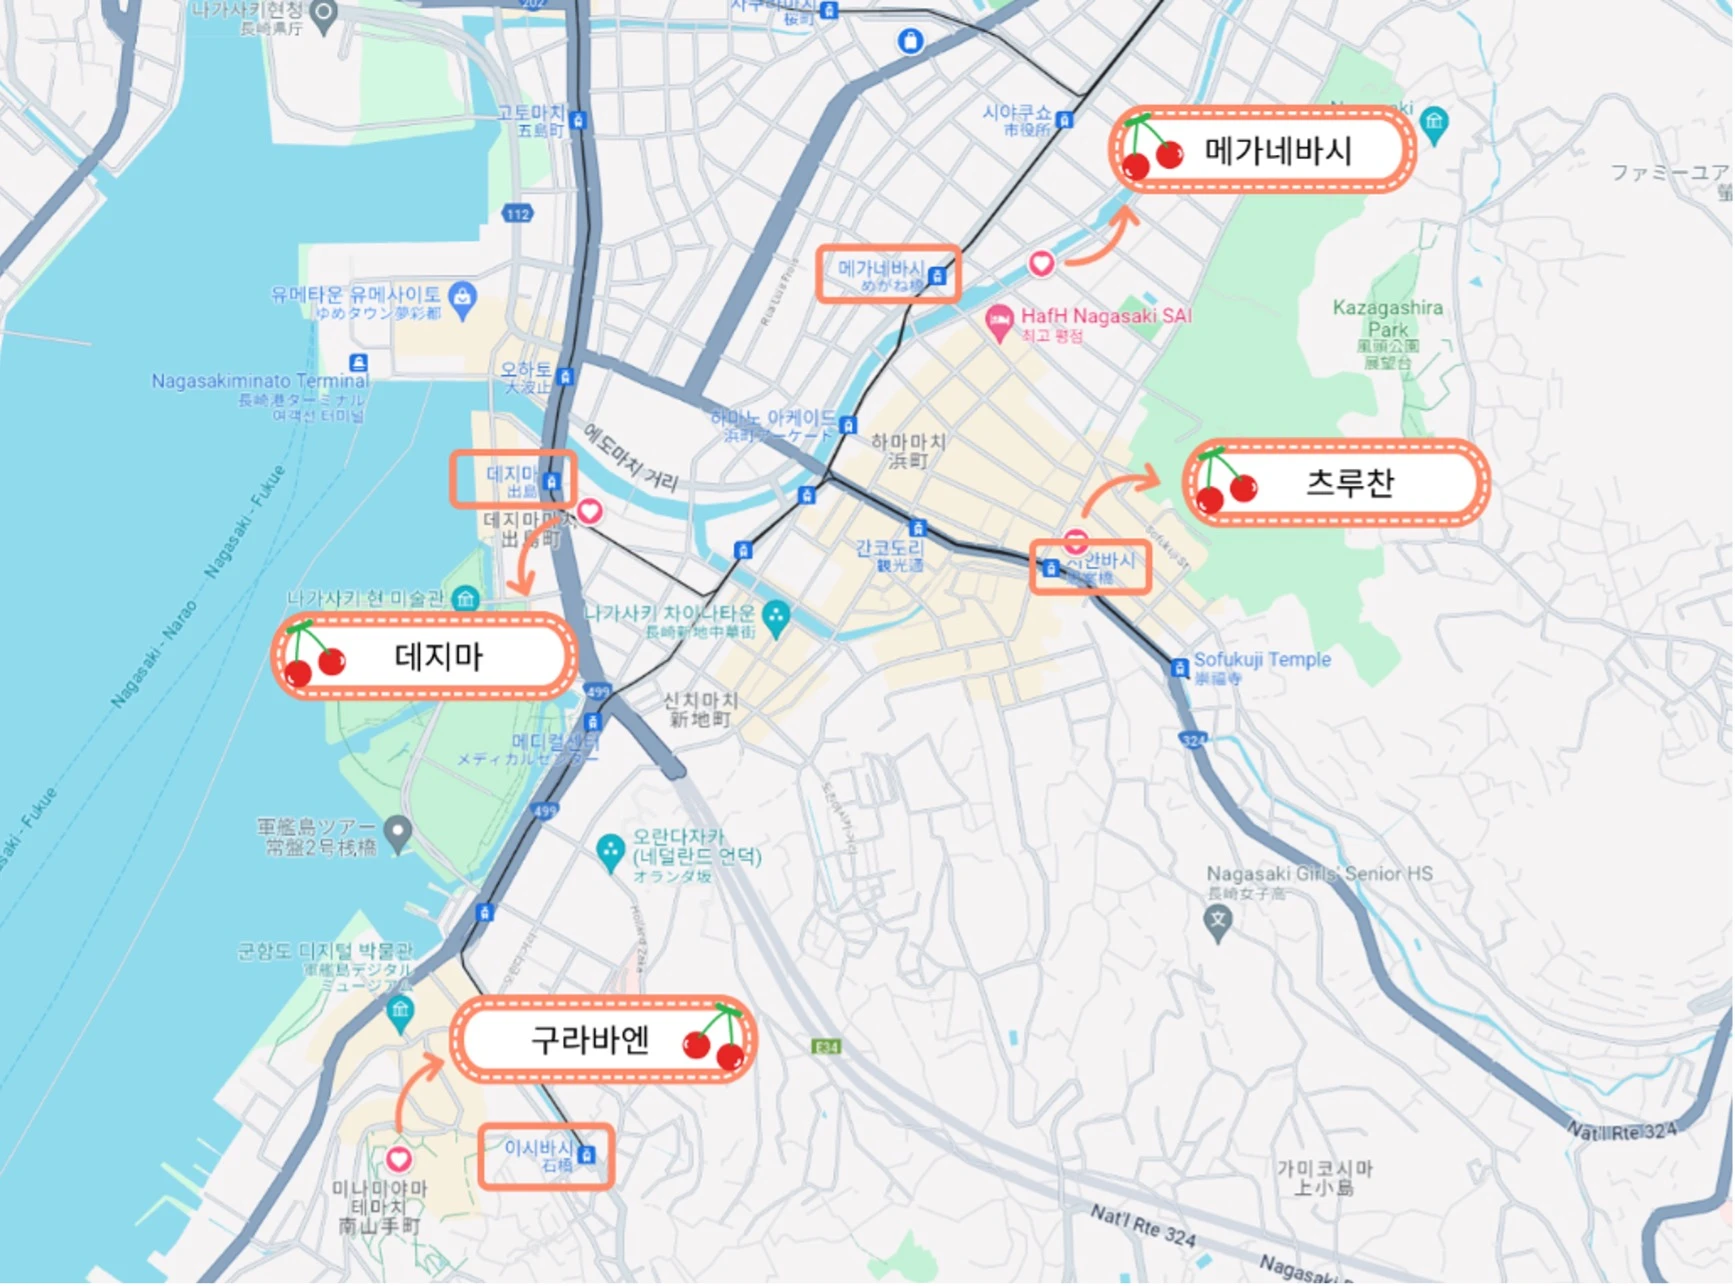 나가사키현청
長崎県庁
202
桜町
고토마치
五島町
시야쿠쇼
市役所
메가네바시
ファミーユア
112
메가네바시
めがね橋
유메타운 유메사이토
ゆめタウン夢彩都
HafH Nagasaki SAI
최고 평점
Kazagashira
Park
風頭公園
展望台
Nagasakiminato Terminal
長崎港ターミナル
여객선 터미널
오하토
大波止
하마노 아케이드
浜町アーケード
에도마치 거리
하마마치
浜町
데지마
出島
츠루찬
데지마마치
出島町
간코도리
観光通
Sofukuji St
시안바시
Nagasaki - Fukue
Nagasaki - Narao
나가사키 현 미술관
나가사키 차이나타운
長崎新地中華街
데지마
Sofukuji Temple
崇福寺
499
신치마치
新地町
메디컬센터
メディカルセンター
324
499
軍艦島ツアー
常盤2号桟橋
오란다자카
(네덜란드 언덕)
オランダ坂
Nagasaki Girls' Senior HS
長崎女子高
군함도 디지털 박물관
軍艦島デジタル
ミュージアム
구라바엔
E34
이시바시
石橋
Nat'l Rte 324
미나미야마
테마치
南山手町
가미코시마
上小島
Nat'l Rte 324